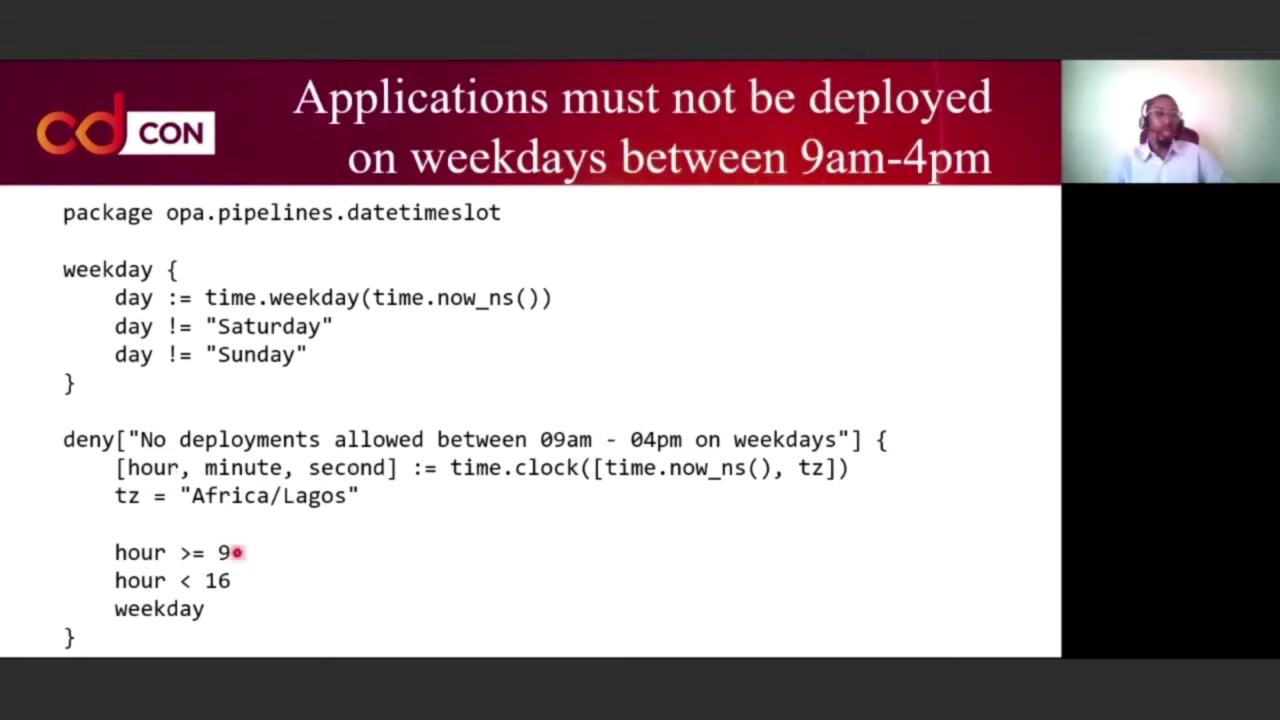 cd CON
Applications must not be deployed
on weekdays between 9am-4pm
package opa.pipelines.datetimeslot
weekday {
    day := time.weekday(time.now_ns())
    day != "Saturday"
    day != "Sunday"
}
deny["No deployments allowed between 09am - 04pm on weekdays"] {
    [hour, minute, second] := time.clock([time.now_ns(), tz])
    tz = "Africa/Lagos"
    hour >= 9
    hour < 16
    weekday
}